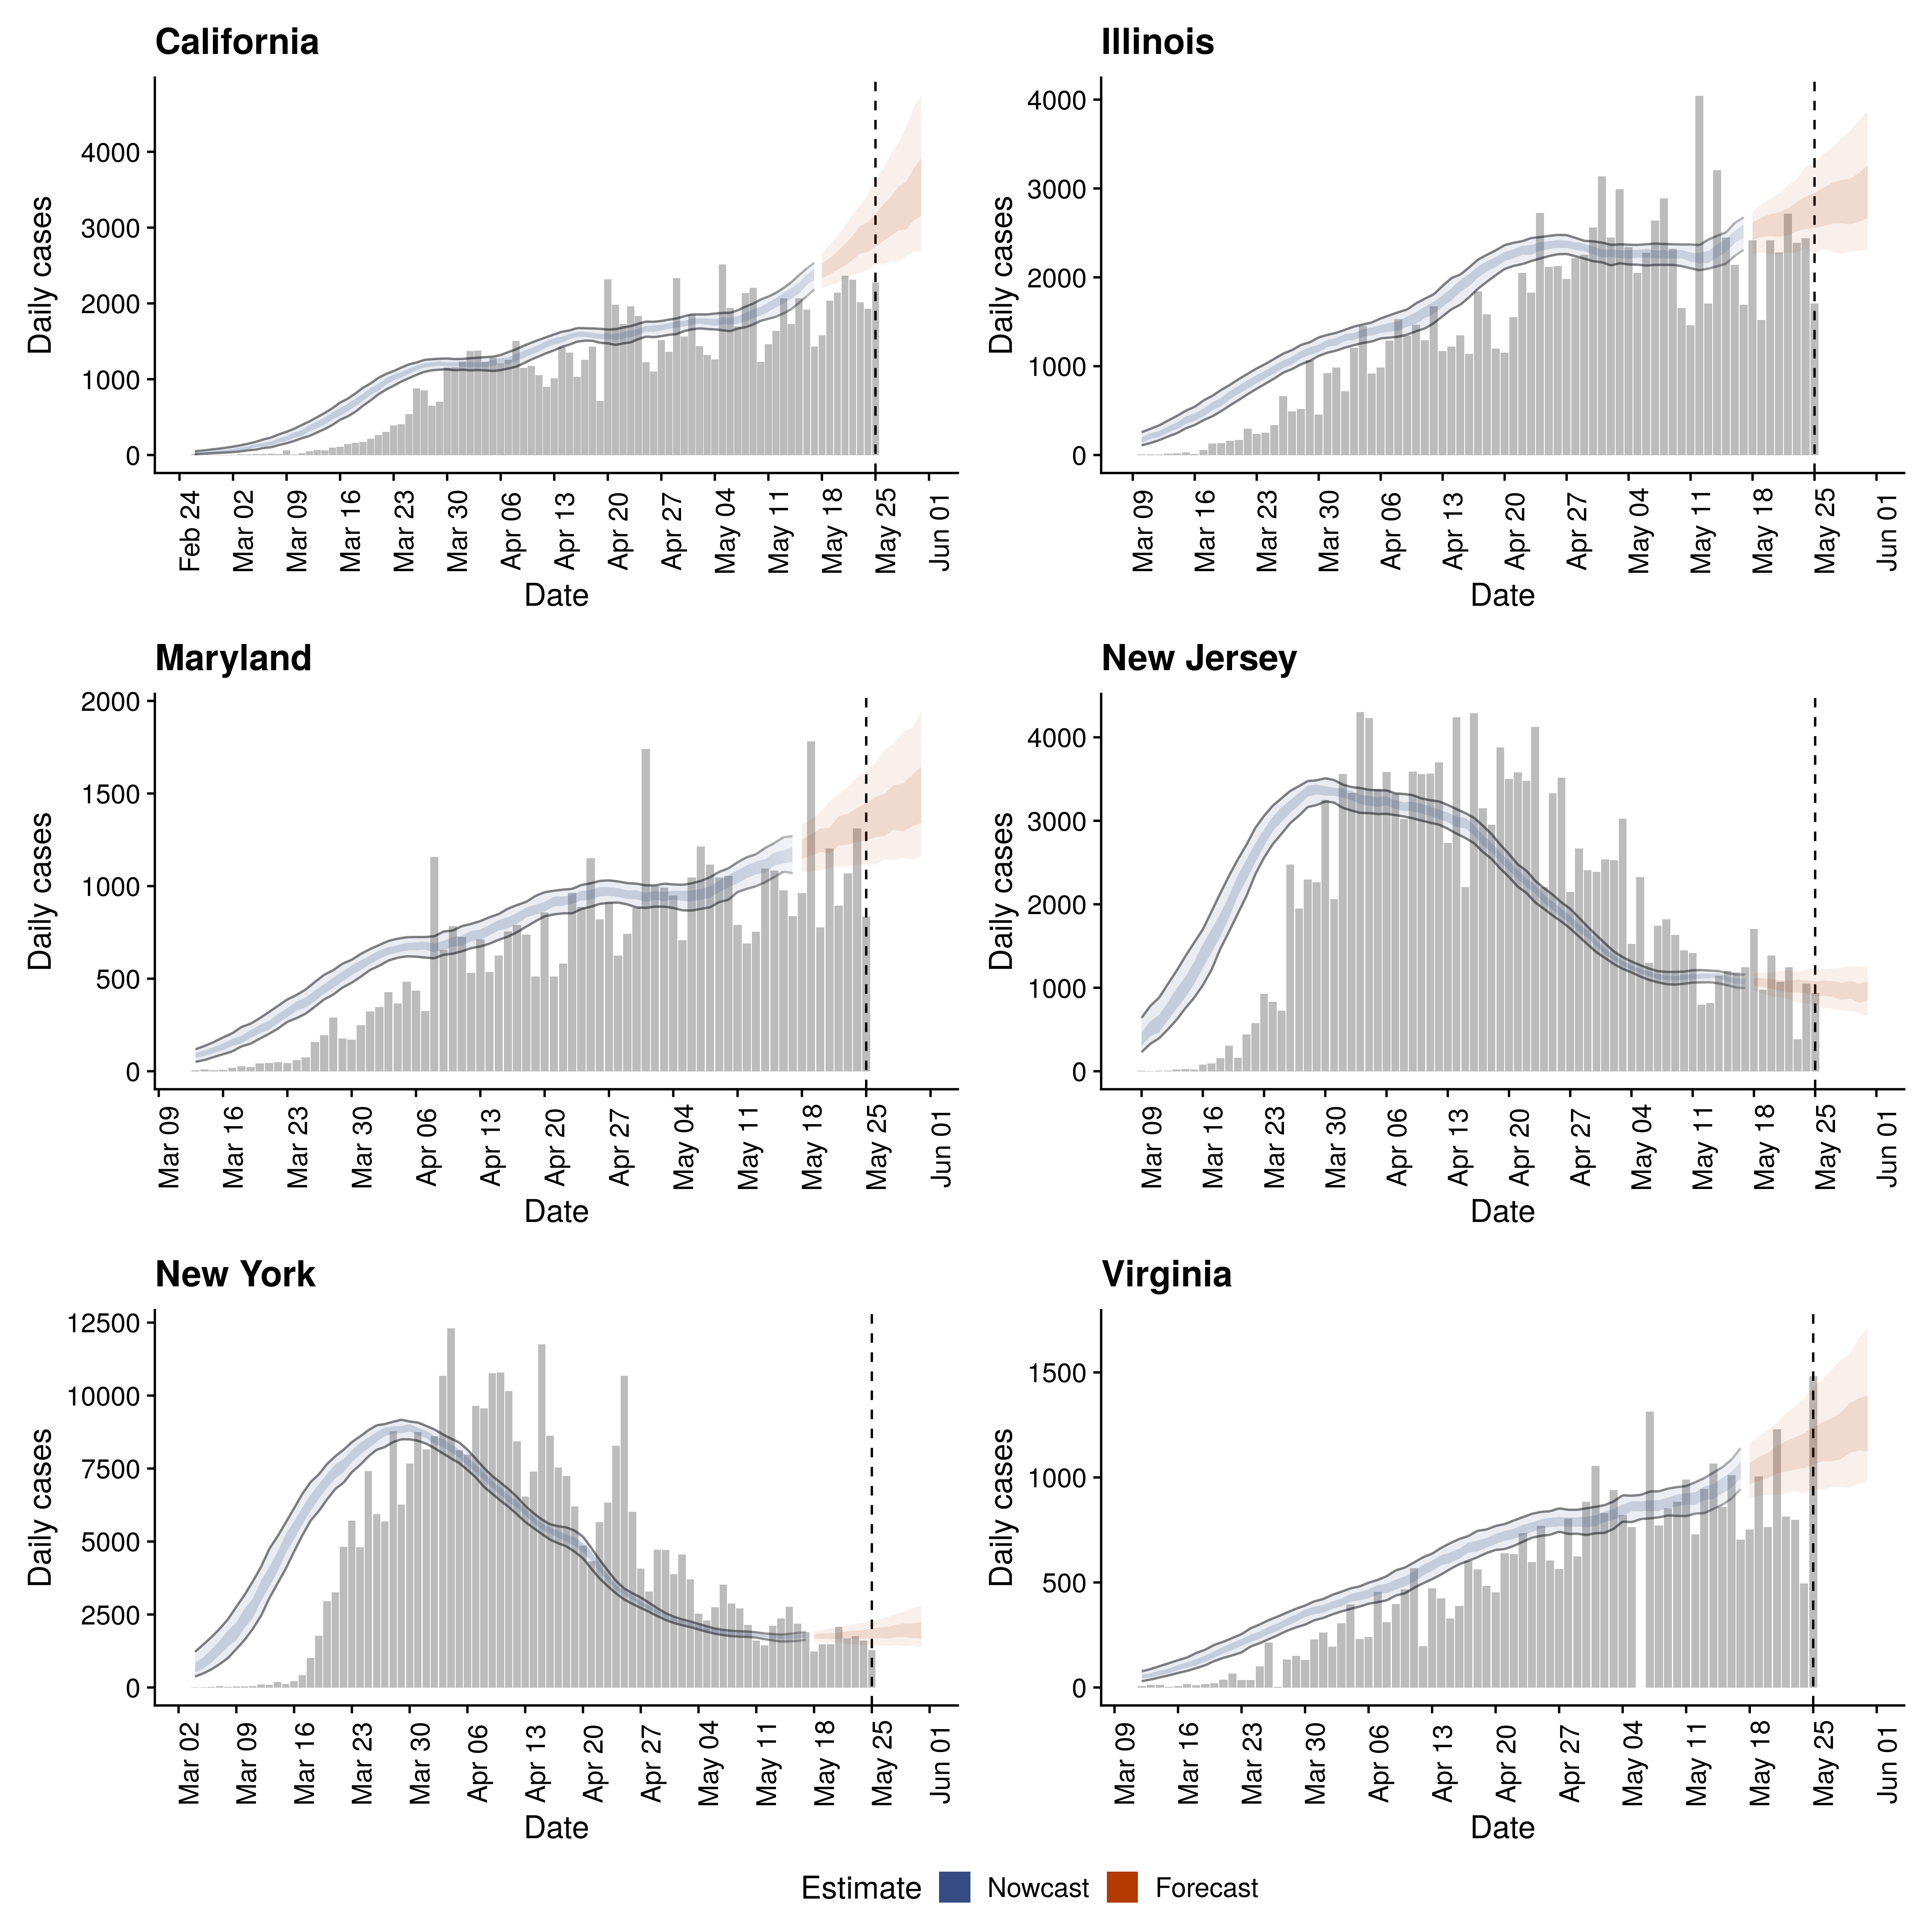 California
Daily cases
4000
3000
2000
1000
0
Feb 24
Mar 02
Mar 09
Mar 16
Mar 23
Mar 30
Apr 06
Apr 13
Apr 20
Apr 27
May 04
May 11
May 18
May 25
Jun 01
Date
Illinois
Daily cases
4000
3000
2000
1000
0
Mar 09
Mar 16
Mar 23
Mar 30
Apr 06
Apr 13
Apr 20
Apr 27
May 04
May 11
May 18
May 25
Jun 01
Date
Maryland
Daily cases
2000
1500
1000
500
0
Mar 09
Mar 16
Mar 23
Mar 30
Apr 06
Apr 13
Apr 20
Apr 27
May 04
May 11
May 18
May 25
Jun 01
Date
New Jersey
Daily cases
4000
3000
2000
1000
0
Mar 09
Mar 16
Mar 23
Mar 30
Apr 06
Apr 13
Apr 20
Apr 27
May 04
May 11
May 18
May 25
Jun 01
Date
New York
Daily cases
12500
10000
7500
5000
2500
0
Mar 02
Mar 09
Mar 16
Mar 23
Mar 30
Apr 06
Apr 13
Apr 20
Apr 27
May 04
May 11
May 18
May 25
Jun 01
Date
Virginia
Daily cases
1500
1000
500
0
Mar 09
Mar 16
Mar 23
Mar 30
Apr 06
Apr 13
Apr 20
Apr 27
May 04
May 11
May 18
May 25
Jun 01
Date
Estimate Nowcast Forecast